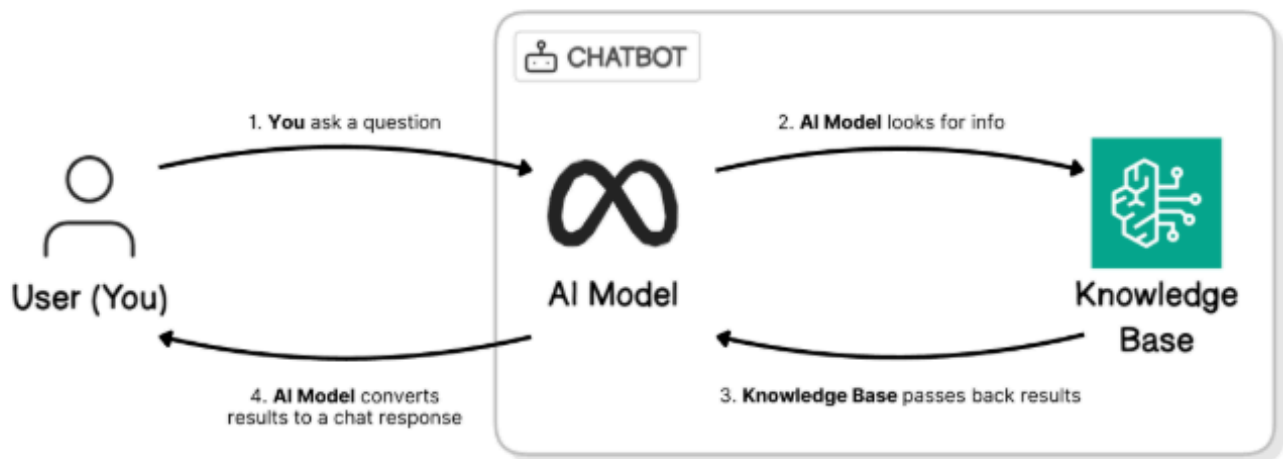 CHATBOT
1. You ask a question
2. AI Model looks for info
User (You)
AI Model
Knowledge
Base
4. AI Model converts
results to a chat response
3. Knowledge Base passes back results